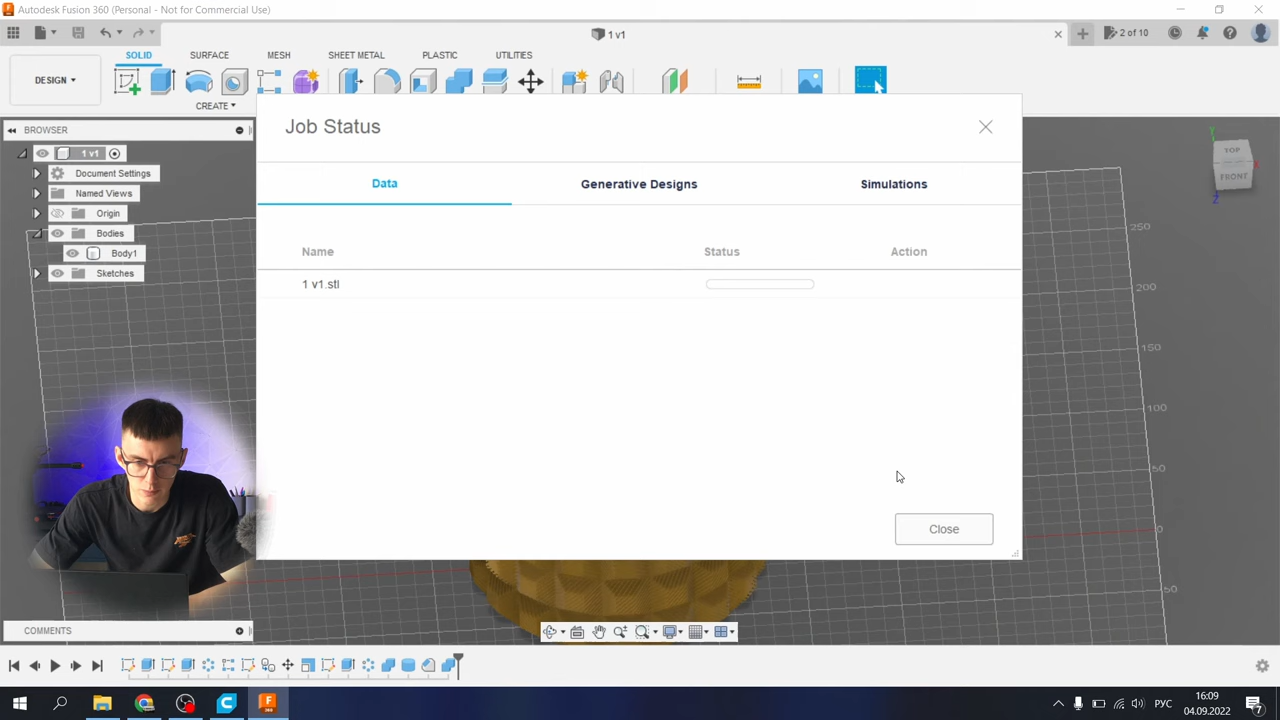 Autodesk Fusion 360 (Personal - Not for Commercial Use)
1 v1
2 of 10
SOLID SURFACE MESH SHEET METAL PLASTIC UTILITIES
DESIGN
CREATE
BROWSER
1 v1
Document Settings
Named Views
Origin
Bodies
Body1
Sketches
Job Status
Data Generative Designs Simulations
Name Status Action
1 v1.stl
Close
TOP
FRONT
Y
X
Z
250
200
150
100
50
0
50
COMMENTS
РУС
16:09
04.09.2022
7